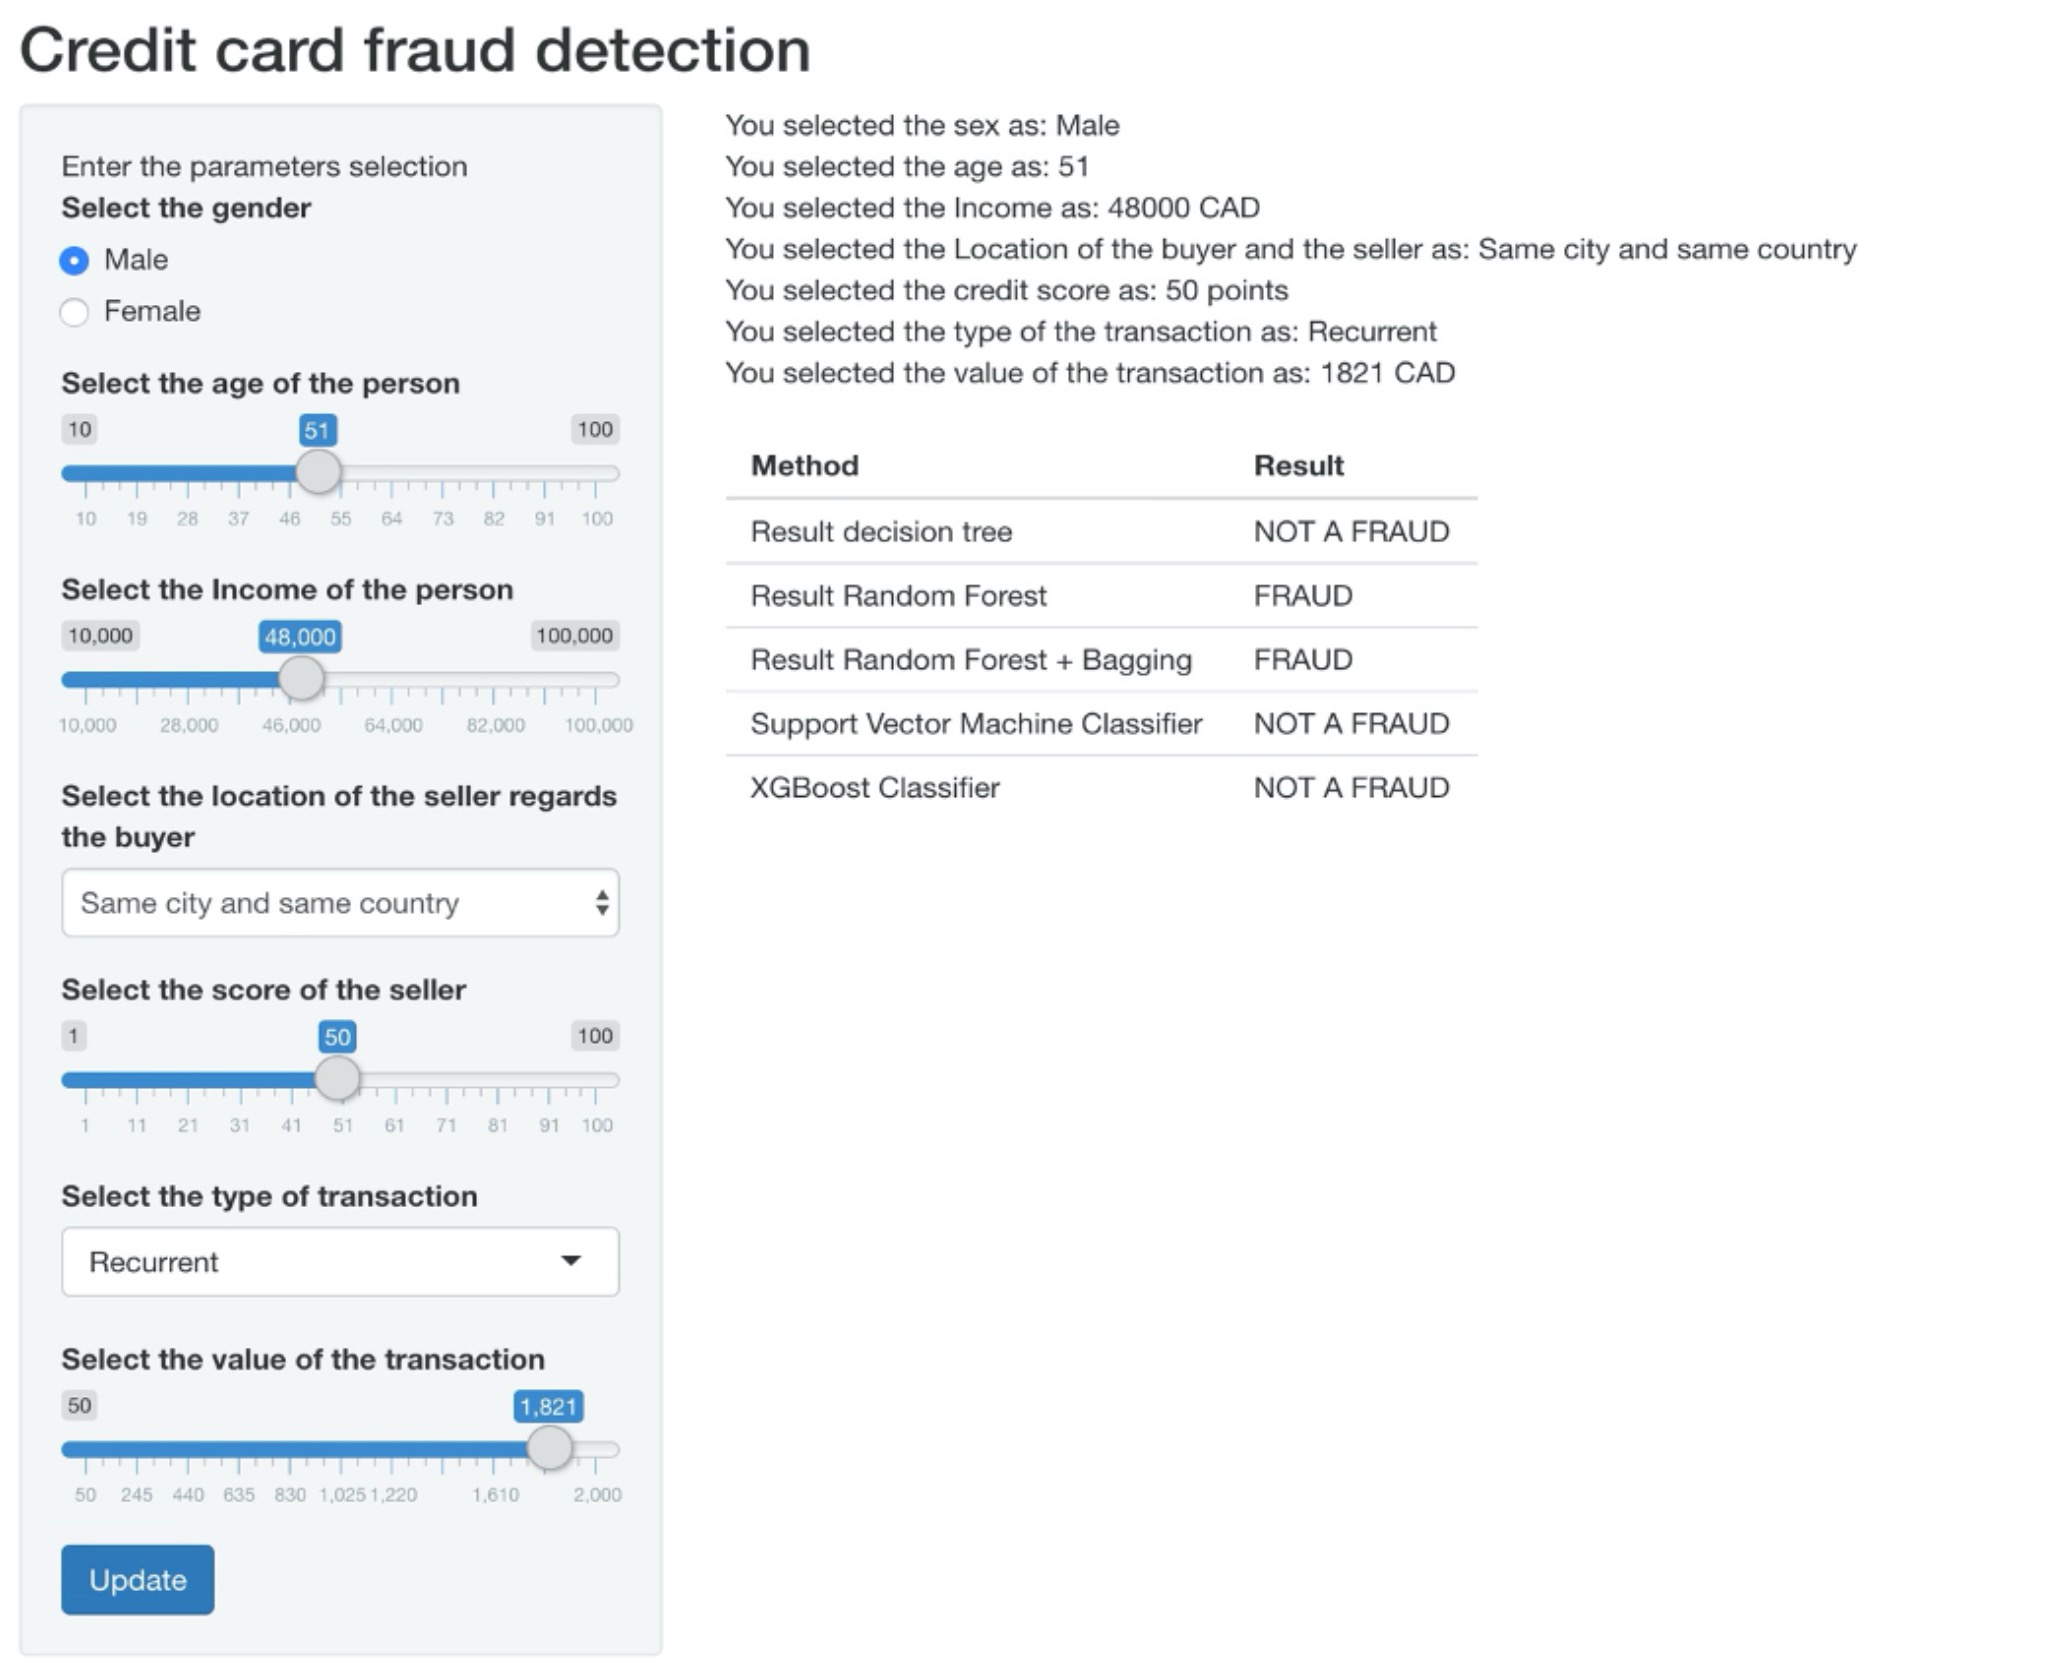 Credit card fraud detection
Enter the parameters selection
Select the gender
Male
Female
Select the age of the person
10 51 100
10 19 28 37 46 55 64 73 82 91 100
Select the Income of the person
10,000 48,000 100,000
10,000 28,000 46,000 64,000 82,000 100,000
Select the location of the seller regards
the buyer
Same city and same country
Select the score of the seller
1 50 100
1 11 21 31 41 51 61 71 81 91 100
Select the type of transaction
Recurrent
Select the value of the transaction
50 1,821
50 245 440 635 830 1,025 1,220 1,610 2,000
Update
You selected the sex as: Male
You selected the age as: 51
You selected the Income as: 48000 CAD
You selected the Location of the buyer and the seller as: Same city and same country
You selected the credit score as: 50 points
You selected the type of the transaction as: Recurrent
You selected the value of the transaction as: 1821 CAD
Method Result
Result decision tree NOT A FRAUD
Result Random Forest FRAUD
Result Random Forest + Bagging FRAUD
Support Vector Machine Classifier NOT A FRAUD
XGBoost Classifier NOT A FRAUD